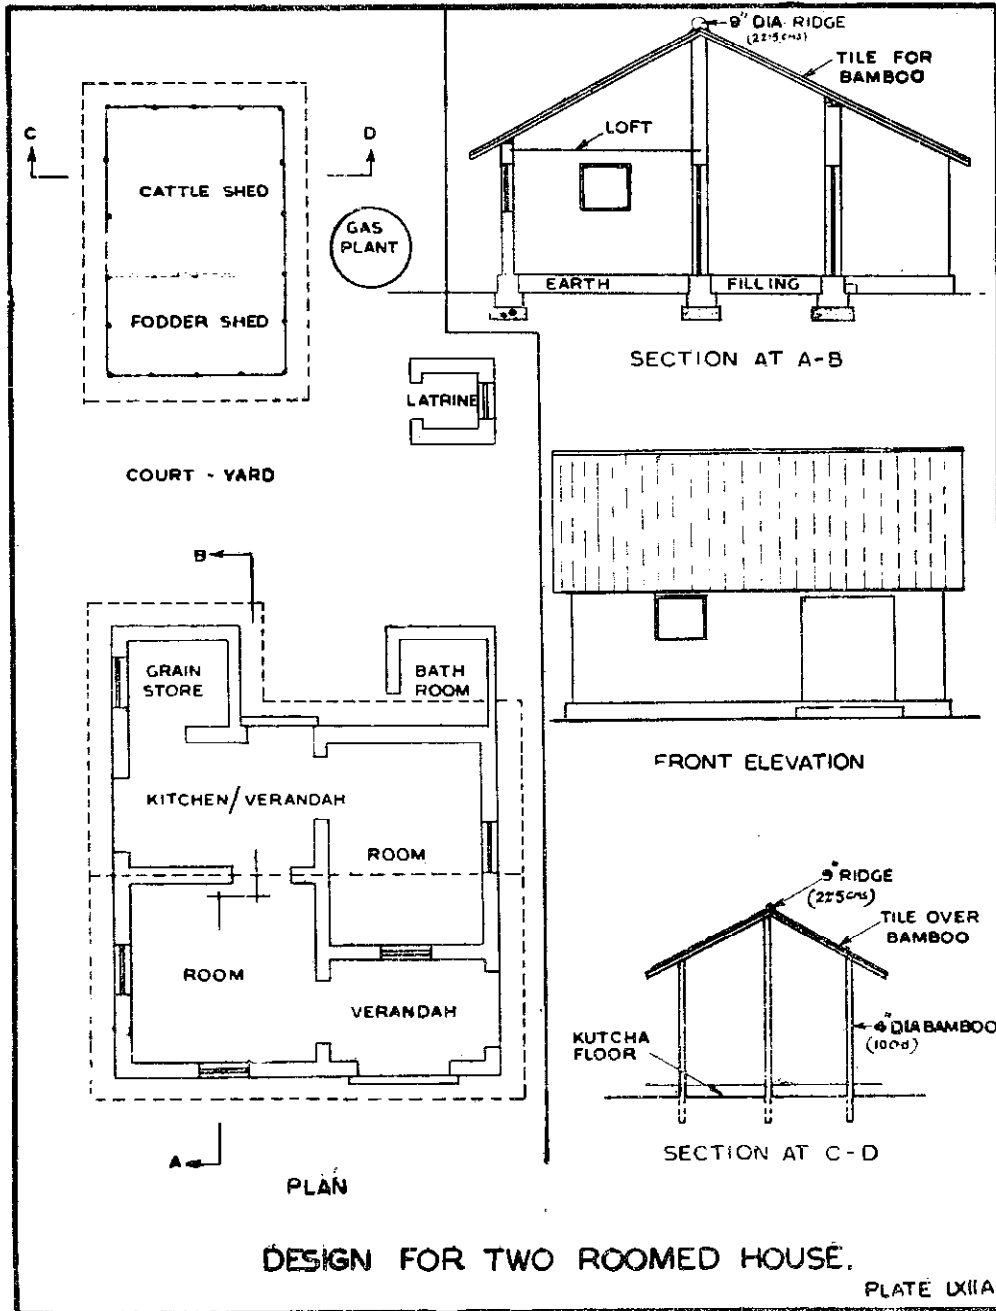 C
D
CATTLE SHED
GAS
PLANT
FODDER SHED
LATRINE
COURT - YARD
B
GRAIN
STORE
BATH
ROOM
KITCHEN/VERANDAH
ROOM
ROOM
VERANDAH
A
PLAN
9" DIA RIDGE
(22.5 cms)
TILE FOR
BAMBOO
LOFT
EARTH FILLING
SECTION AT A-B
FRONT ELEVATION
9" RIDGE
(22.5 cms)
TILE OVER
BAMBOO
4" DIA BAMBOO
KUTCHA
FLOOR
SECTION AT C-D
DESIGN FOR TWO ROOMED HOUSE.
PLATE LXIIA